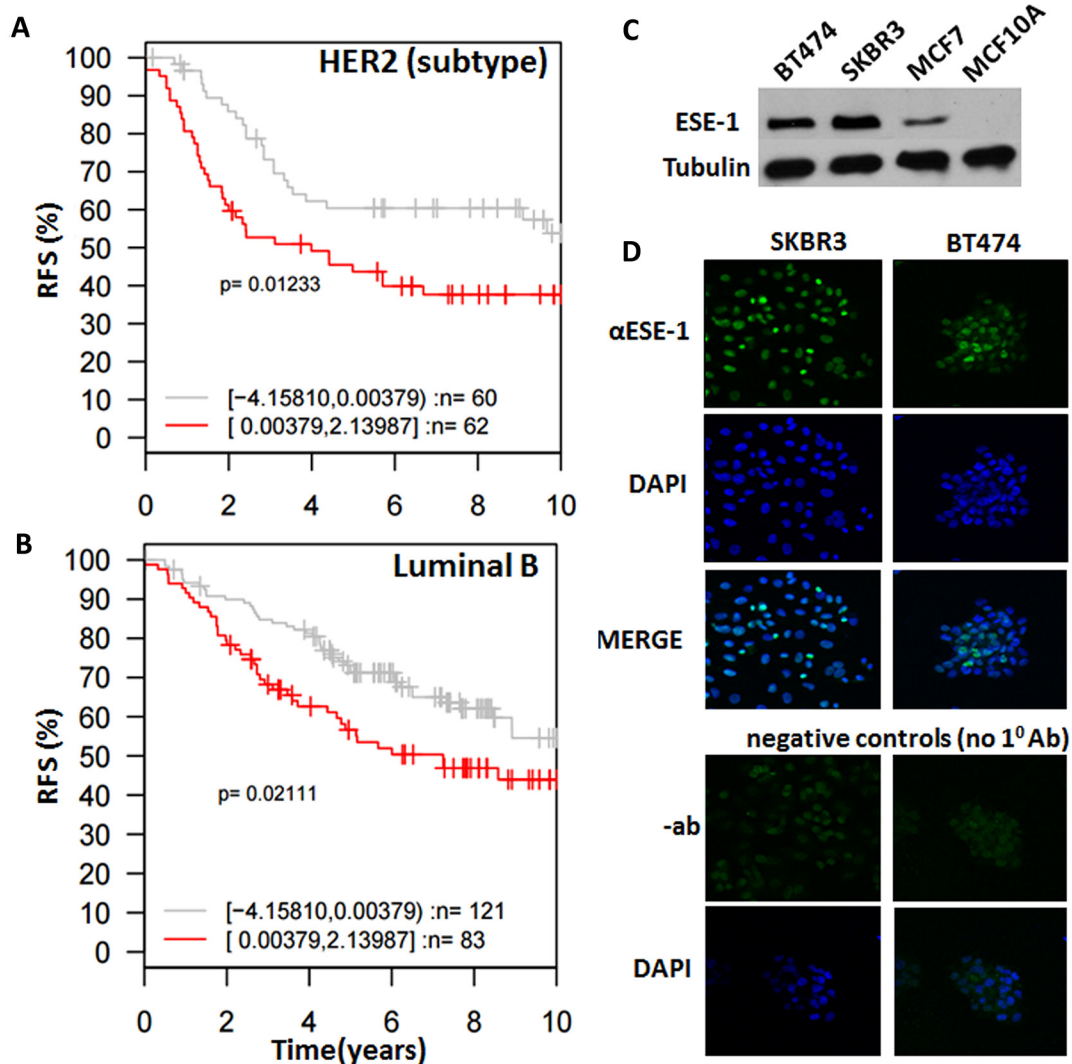 A
HER2 (subtype)
RFS (%)
100
90
80
70
60
50
40
30
20
10
0
p= 0.01233
[−4.15810,0.00379) :n= 60
[ 0.00379,2.13987] :n= 62
0 2 4 6 8 10
B
Luminal B
RFS (%)
100
90
80
70
60
50
40
30
20
10
0
p= 0.02111
[−4.15810,0.00379) :n= 121
[ 0.00379,2.13987] :n= 83
0 2 4 6 8 10
Time(years)
C
BT474 SKBR3 MCF7 MCF10A
ESE-1
Tubulin
D
SKBR3 BT474
αESE-1
DAPI
MERGE
negative controls (no 1⁰ Ab)
-ab
DAPI